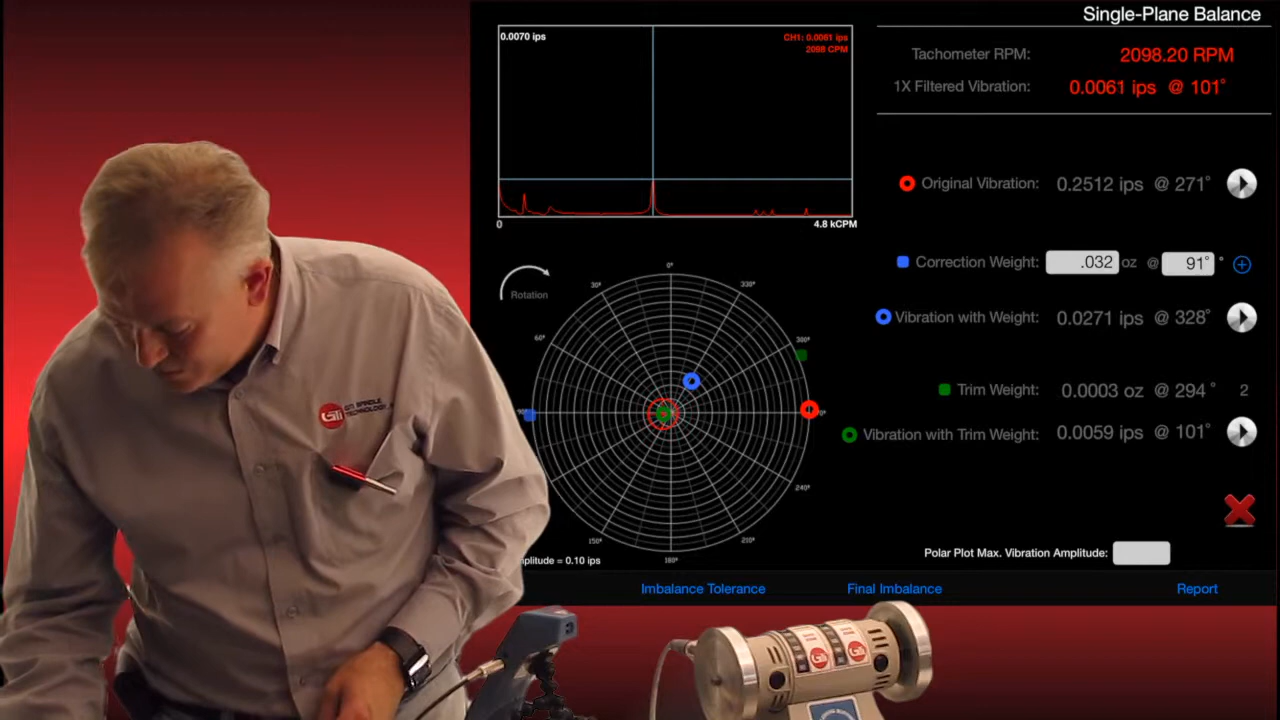 Single-Plane Balance
0.0070 ips
CH1: 0.0061 ips
2098 CPM
0
4.8 kCPM
Tachometer RPM: 2098.20 RPM
1X Filtered Vibration: 0.0061 ips @ 101°
Original Vibration: 0.2512 ips @ 271°
Correction Weight: .032 oz @ 91° °
Vibration with Weight: 0.0271 ips @ 328°
Trim Weight: 0.0003 oz @ 294 ° 2
Vibration with Trim Weight: 0.0059 ips @ 101°
Polar Plot Max. Vibration Amplitude:
Rotation
0°
30°
330°
60°
300°
240°
150°
210°
180°
plitude = 0.10 ips
Imbalance Tolerance
Final Imbalance
Report
GTI SPINDLE
TECHNOLOGY
GTI